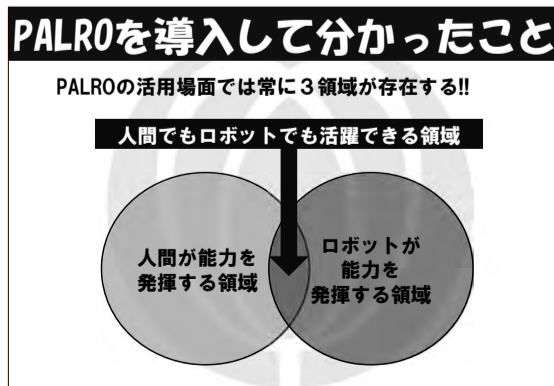 PALROを導入して分かったこと
PALROの活用場面では常に３領域が存在する!!
人間でもロボットでも活躍できる領域
人間が能力を
発揮する領域
ロボットが
能力を
発揮する領域